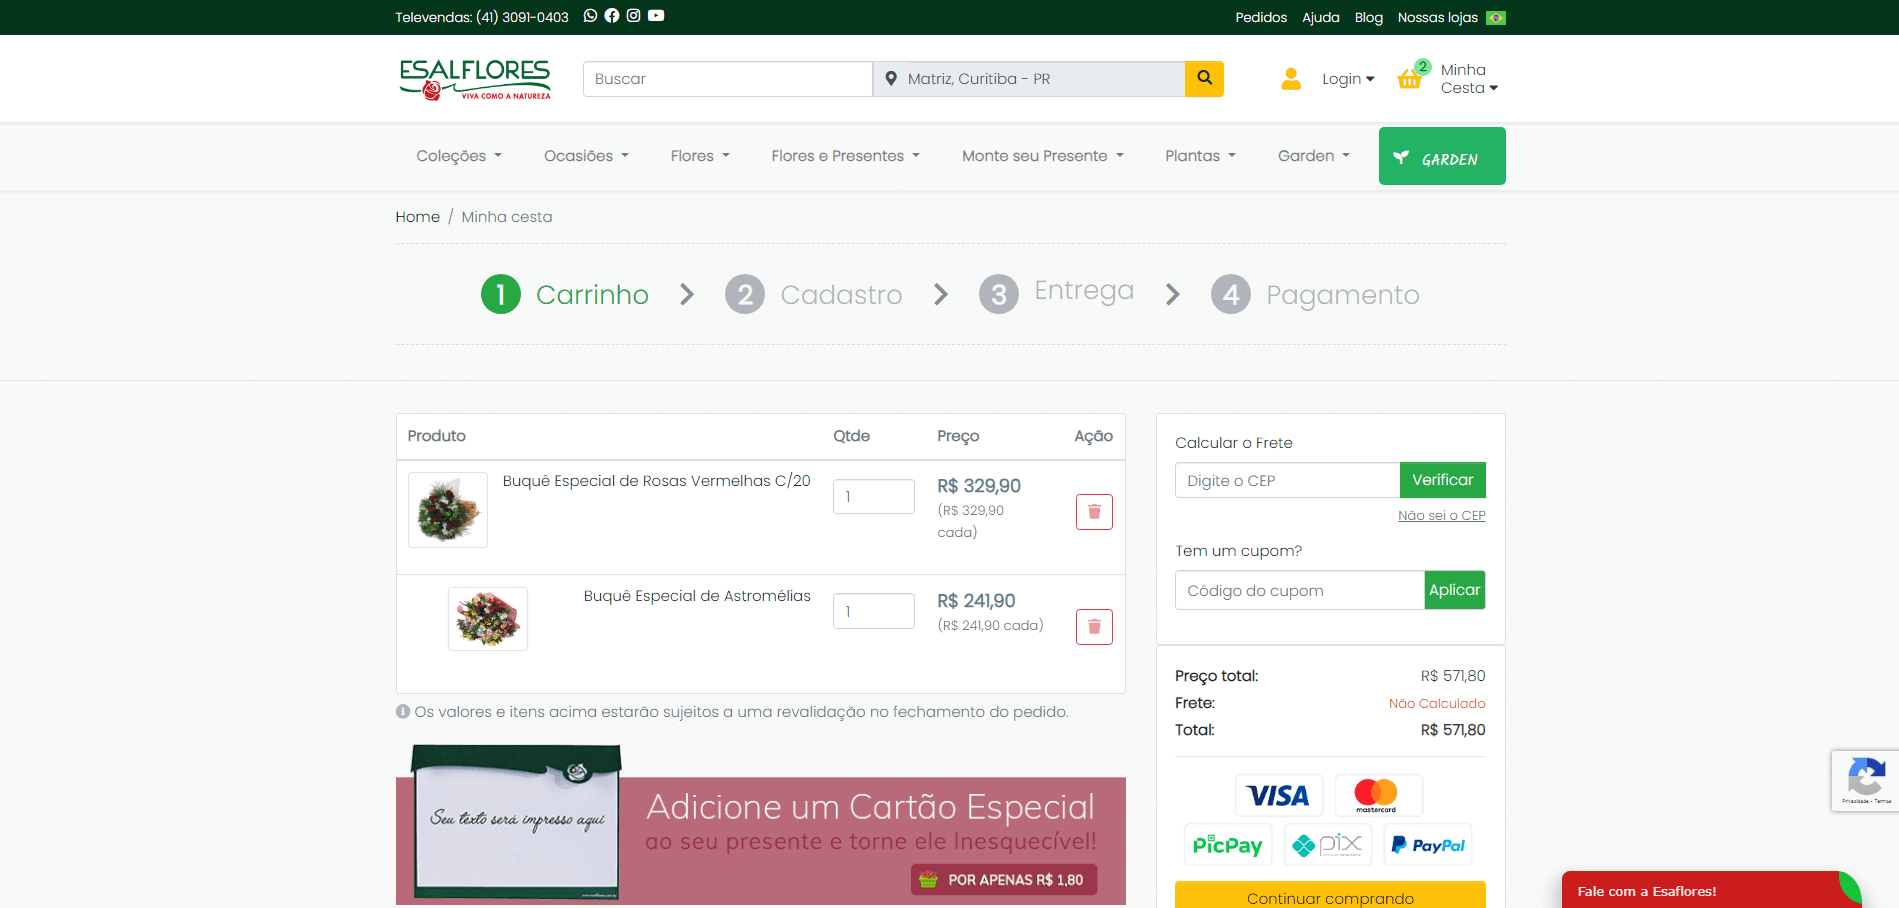 Televendas: (41) 3091-0403
Pedidos Ajuda Blog Nossas lojas
ESALFLORES
VIVA COMO A NATUREZA
Buscar
Matriz, Curitiba - PR
Login
2
Minha
Cesta
Coleções
Ocasiões
Flores
Flores e Presentes
Monte seu Presente
Plantas
Garden
GARDEN
Home / Minha cesta
1 Carrinho
2 Cadastro
3 Entrega
4 Pagamento
Produto Qtde Preço Ação
Buquê Especial de Rosas Vermelhas C/20
1
R$ 329,90
(R$ 329,90
cada)
Buquê Especial de Astromélias
1
R$ 241,90
(R$ 241,90 cada)
Os valores e itens acima estarão sujeitos a uma revalidação no fechamento do pedido.
Seu texto será impresso aqui
www.esalflores.com.br
Adicione um Cartão Especial
ao seu presente e torne ele Inesquecível!
POR APENAS R$ 1,80
Calcular o Frete
Digite o CEP
Verificar
Não sei o CEP
Tem um cupom?
Código do cupom
Aplicar
Preço total: R$ 571,80
Frete: Não Calculado
Total: R$ 571,80
VISA
mastercard
PicPay
pix
PayPal
Continuar comprando
Privacidade - Termos
Fale com a Esalflores!